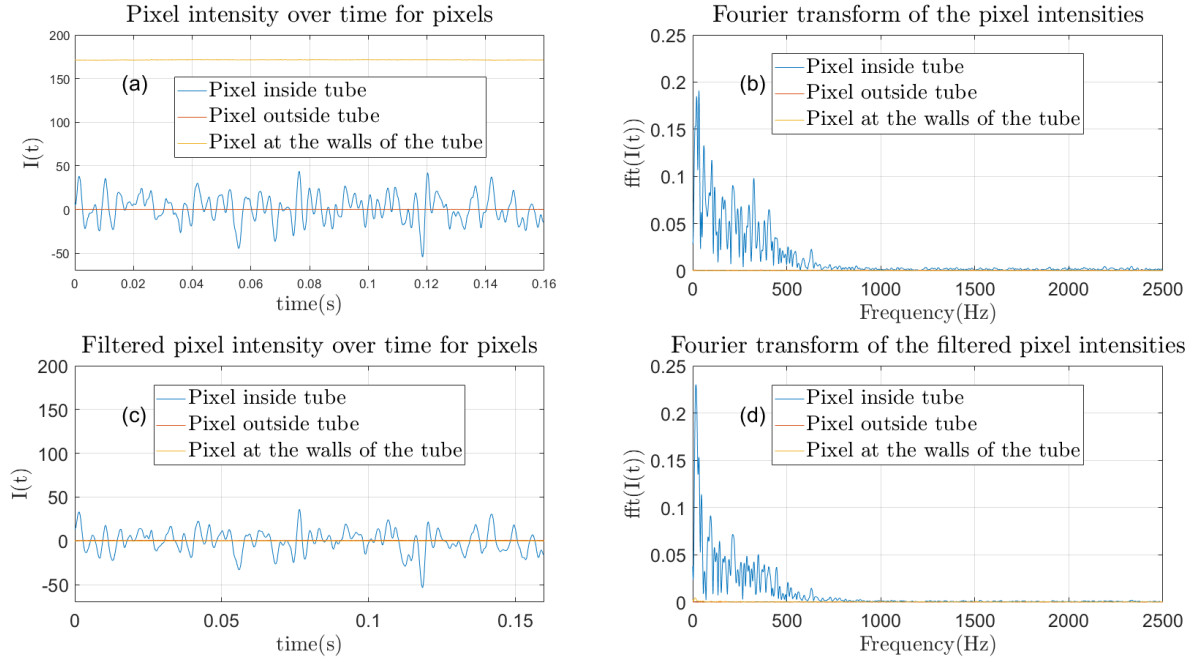 Pixel intensity over time for pixels
200
150
100
50
0
-50
I(t)
(a)
Pixel inside tube
Pixel outside tube
Pixel at the walls of the tube
0 0.02 0.04 0.06 0.08 0.1 0.12 0.14 0.16
time(s)
Fourier transform of the pixel intensities
0.25
0.2
0.15
0.1
0.05
0
fft(I(t))
(b)
Pixel inside tube
Pixel outside tube
Pixel at the walls of the tube
0 500 1000 1500 2000 2500
Frequency(Hz)
Filtered pixel intensity over time for pixels
200
150
100
50
0
-50
I(t)
(c)
Pixel inside tube
Pixel outside tube
Pixel at the walls of the tube
0 0.05 0.1 0.15
time(s)
Fourier transform of the filtered pixel intensities
0.25
0.2
0.15
0.1
0.05
0
fft(I(t))
(d)
Pixel inside tube
Pixel outside tube
Pixel at the walls of the tube
0 500 1000 1500 2000 2500
Frequency(Hz)